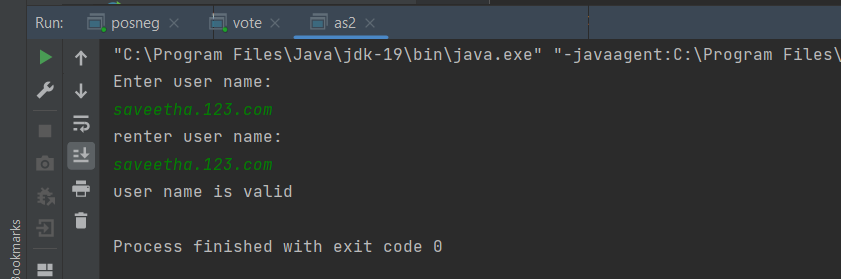 Run: posneg × vote × as2 ×
"C:\Program Files\Java\jdk-19\bin\java.exe" "-javaagent:C:\Program Files\
Enter user name:
saveetha.123.com
renter user name:
saveetha.123.com
user name is valid
Process finished with exit code 0
Bookmarks